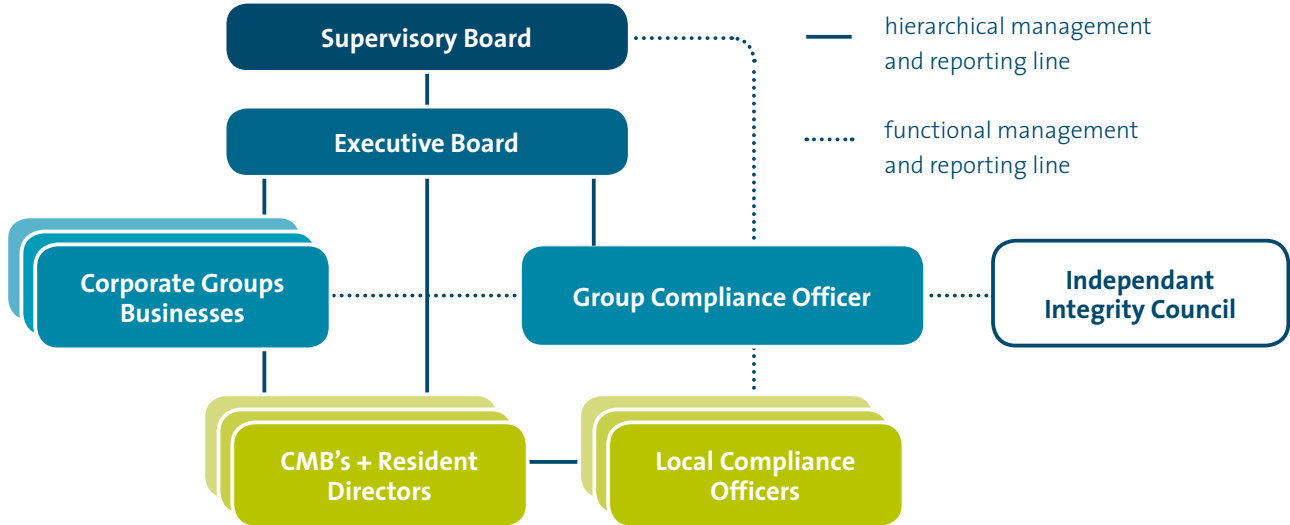 Supervisory Board
hierarchical management
and reporting line
Executive Board
functional management
and reporting line
Corporate Groups
Businesses
Group Compliance Officer
Independant
Integrity Council
CMB's + Resident
Directors
Local Compliance
Officers